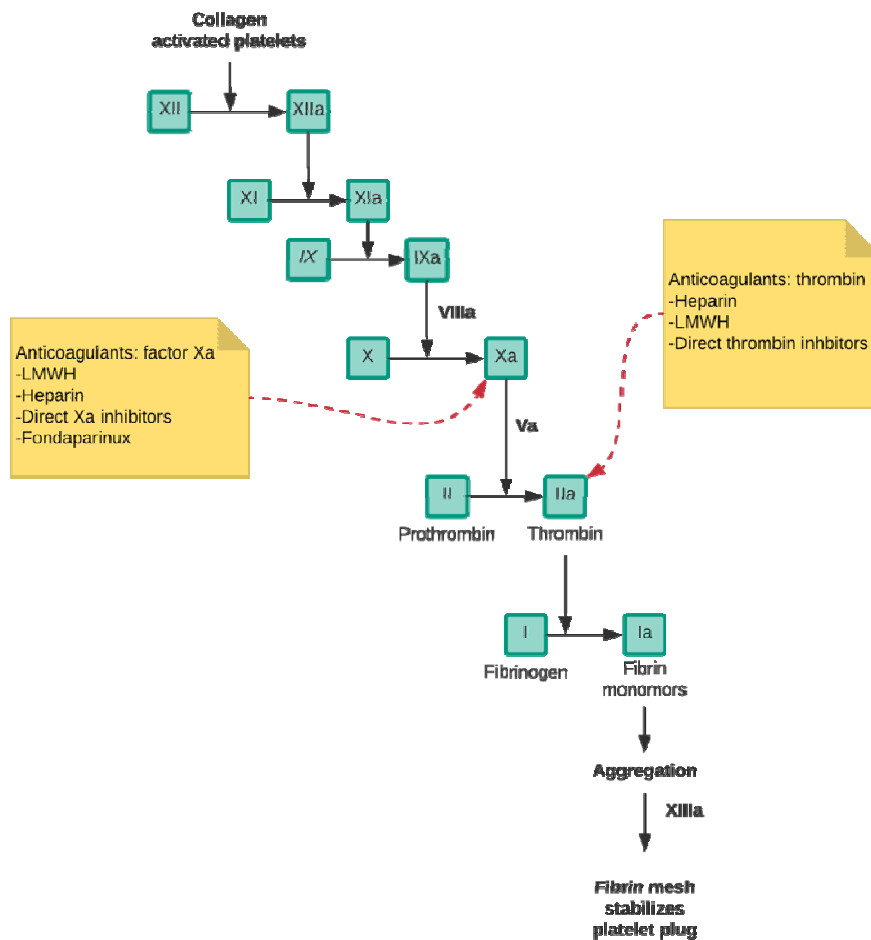 Collagen
activated platelets
XII
XIIa
XI
XIa
IX
IXa
VIIIa
X
Xa
Anticoagulants: factor Xa
-LMWH
-Heparin
-Direct Xa inhibitors
-Fondaparinux
Anticoagulants: thrombin
-Heparin
-LMWH
-Direct thrombin inhbitors
Va
II
IIa
Prothrombin
Thrombin
I
Ia
Fibrinogen
Fibrin
monomors
Aggregation
XIIIa
Fibrin mesh
stabilizes
platelet plug